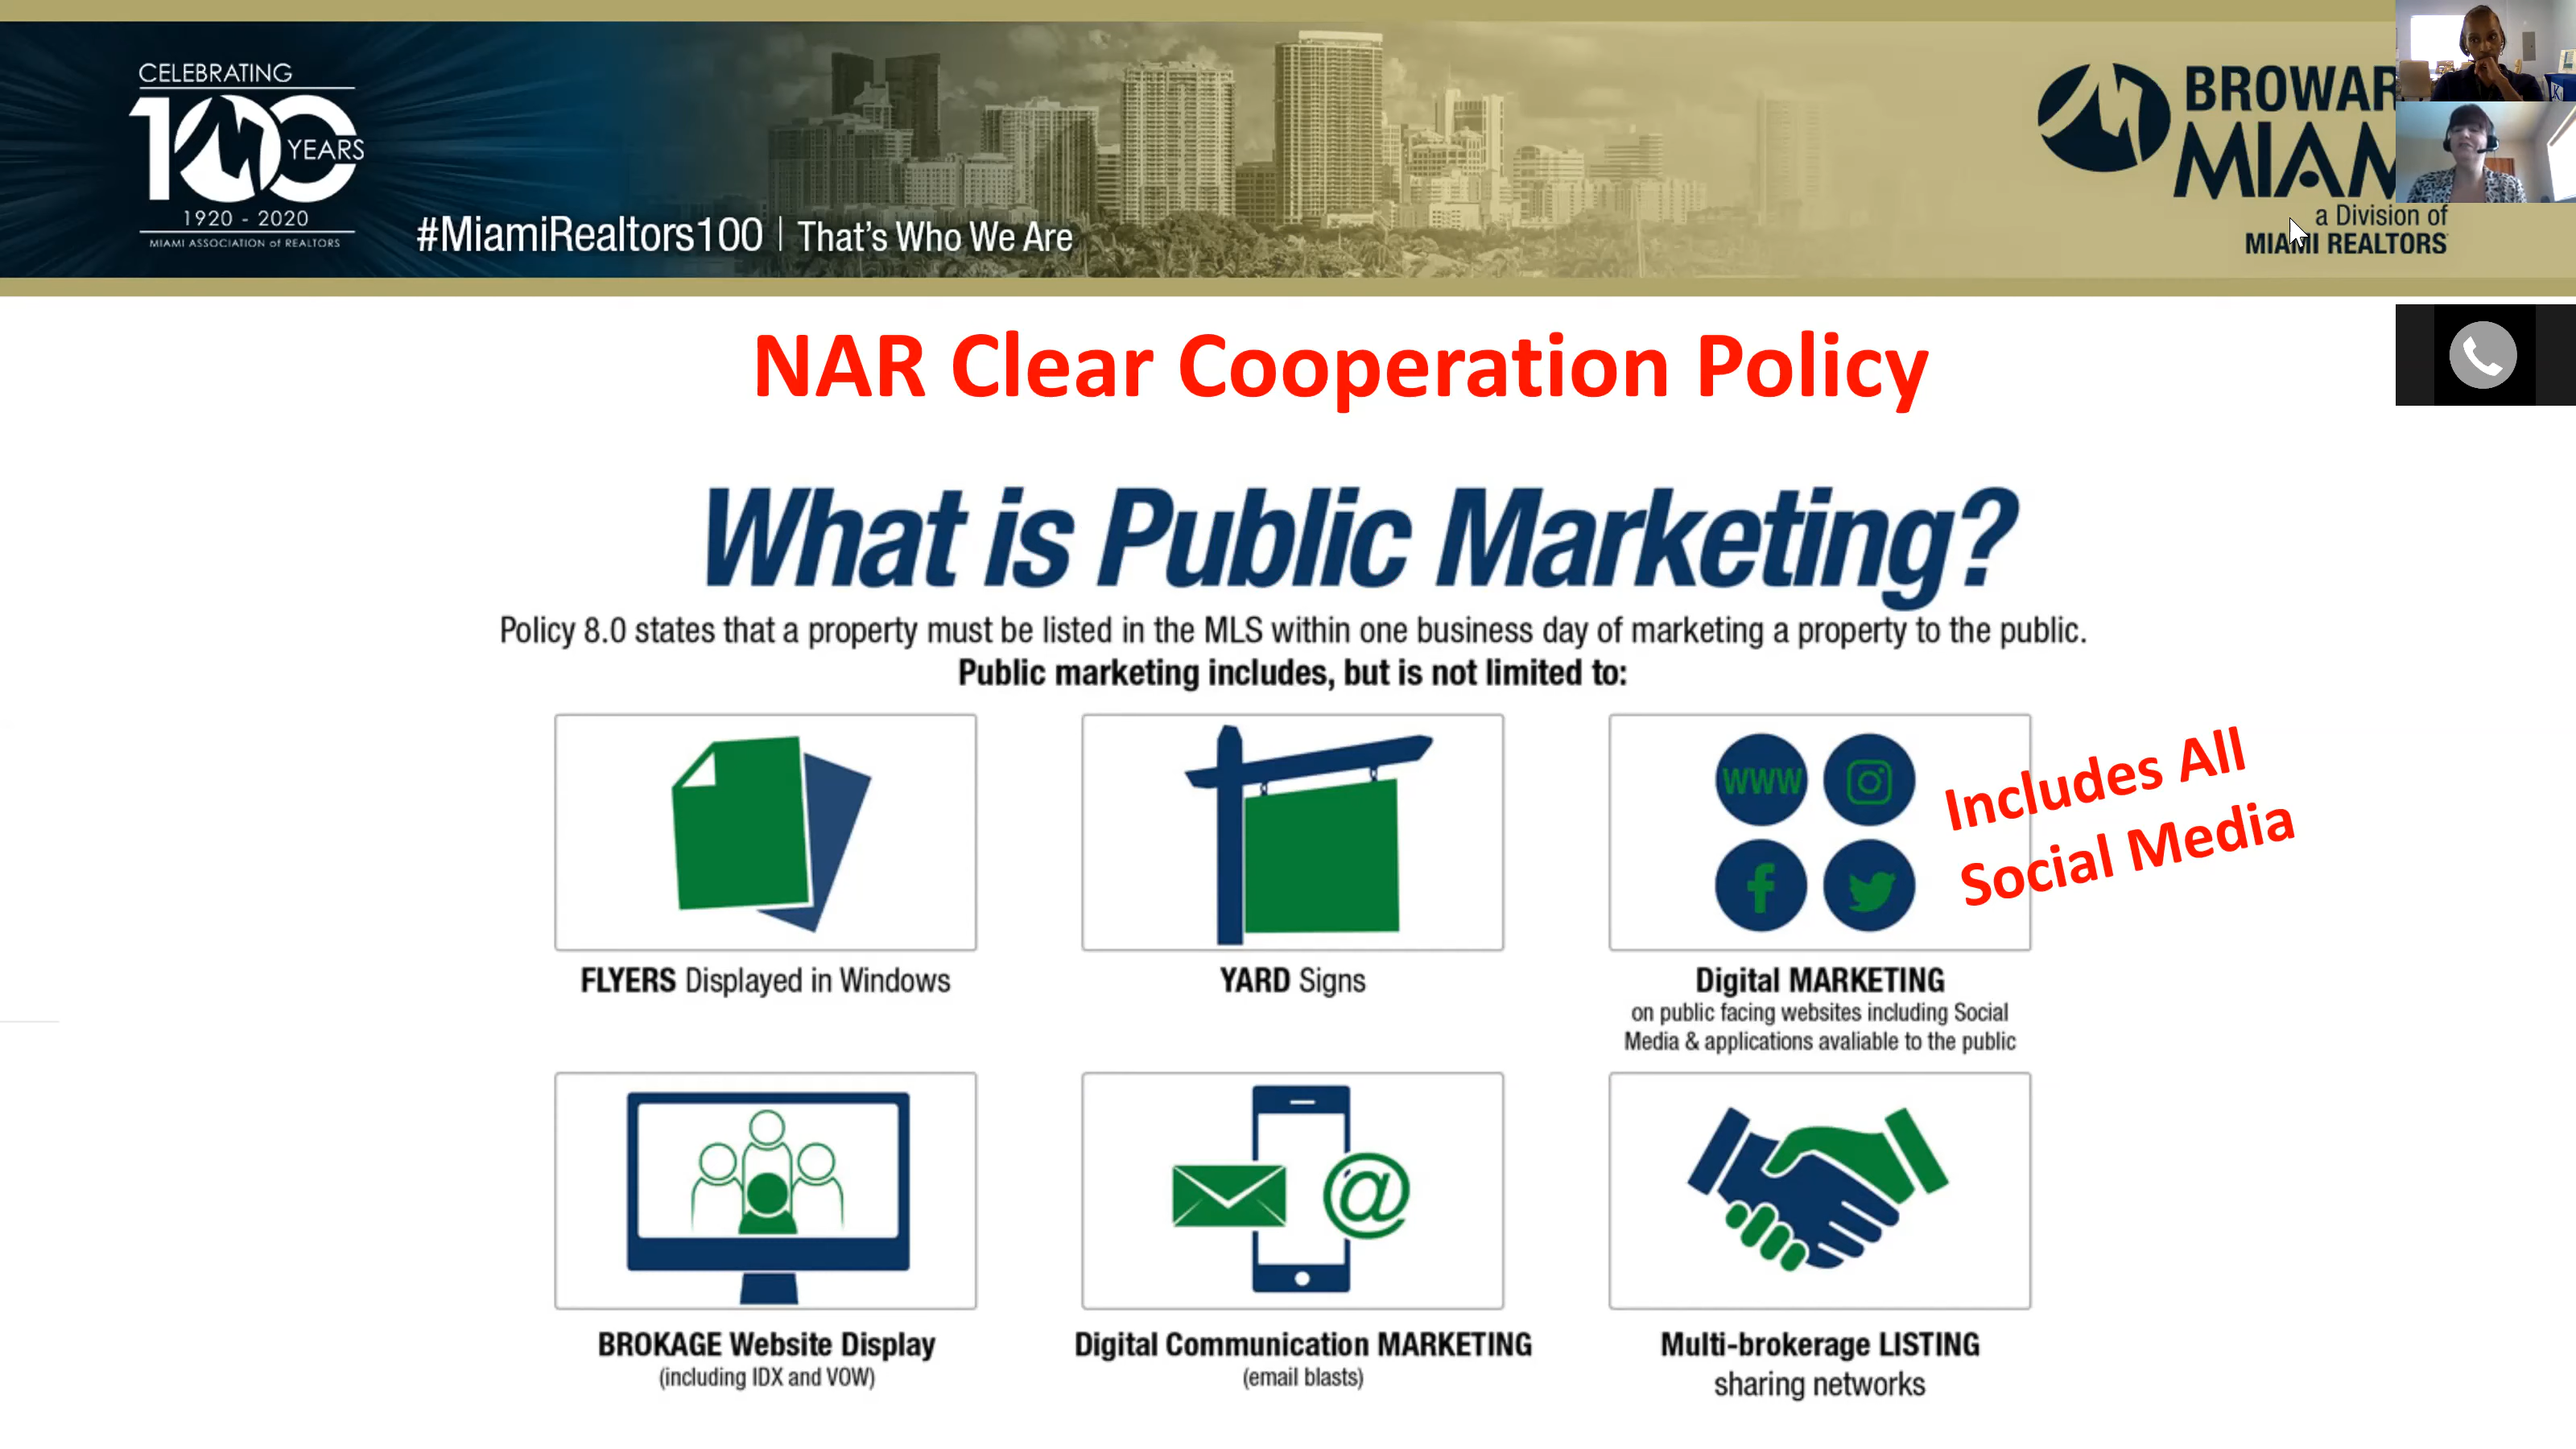 CELEBRATING
100 YEARS
1920 - 2020
MIAMI ASSOCIATION of REALTORS
#MiamiRealtors100 | That's Who We Are
a Division of
MIAMI REALTORS
NAR Clear Cooperation Policy
What is Public Marketing?
Policy 8.0 states that a property must be listed in the MLS within one business day of marketing a property to the public.
Public marketing includes, but is not limited to:
WWW
Includes All
Social Media
FLYERS Displayed in Windows
YARD Signs
Digital MARKETING
on public facing websites including Social
Media & applications avaliable to the public
@
BROKAGE Website Display
(including IDX and VOW)
Digital Communication MARKETING
(email blasts)
Multi-brokerage LISTING
sharing networks